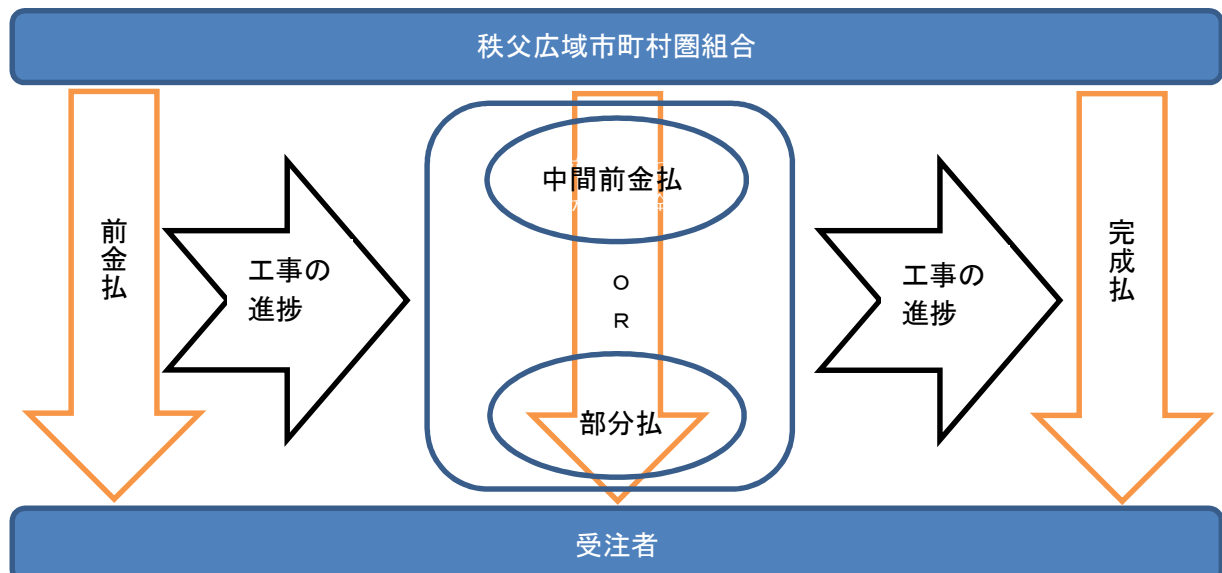 秩父広域市町村圏組合
前金払
工事の
進捗
中間前金払
OR
部分払
工事の
進捗
完成払
受注者